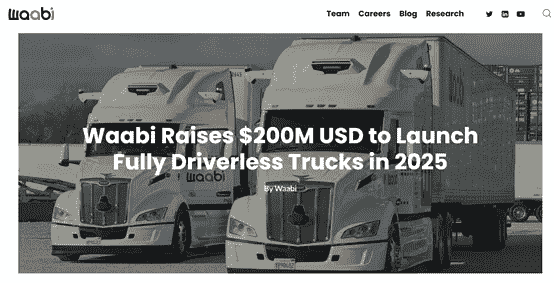 waabi
Team Careers Blog Research
Waabi Raises $200M USD to Launch
Fully Driverless Trucks in 2025
By Waabi
waabi